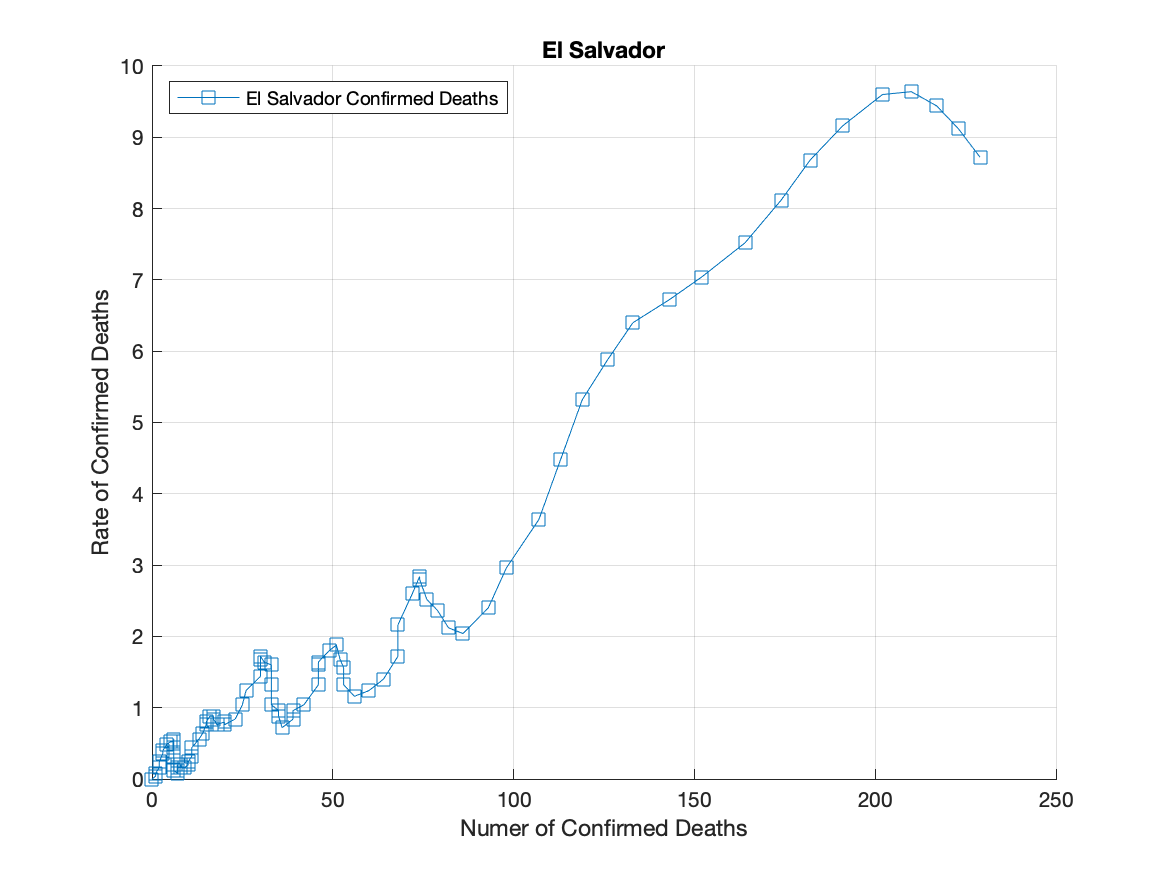 El Salvador
El Salvador Confirmed Deaths
10
9
8
7
6
5
4
3
2
1
0
Rate of Confirmed Deaths
0 50 100 150 200 250
Numer of Confirmed Deaths